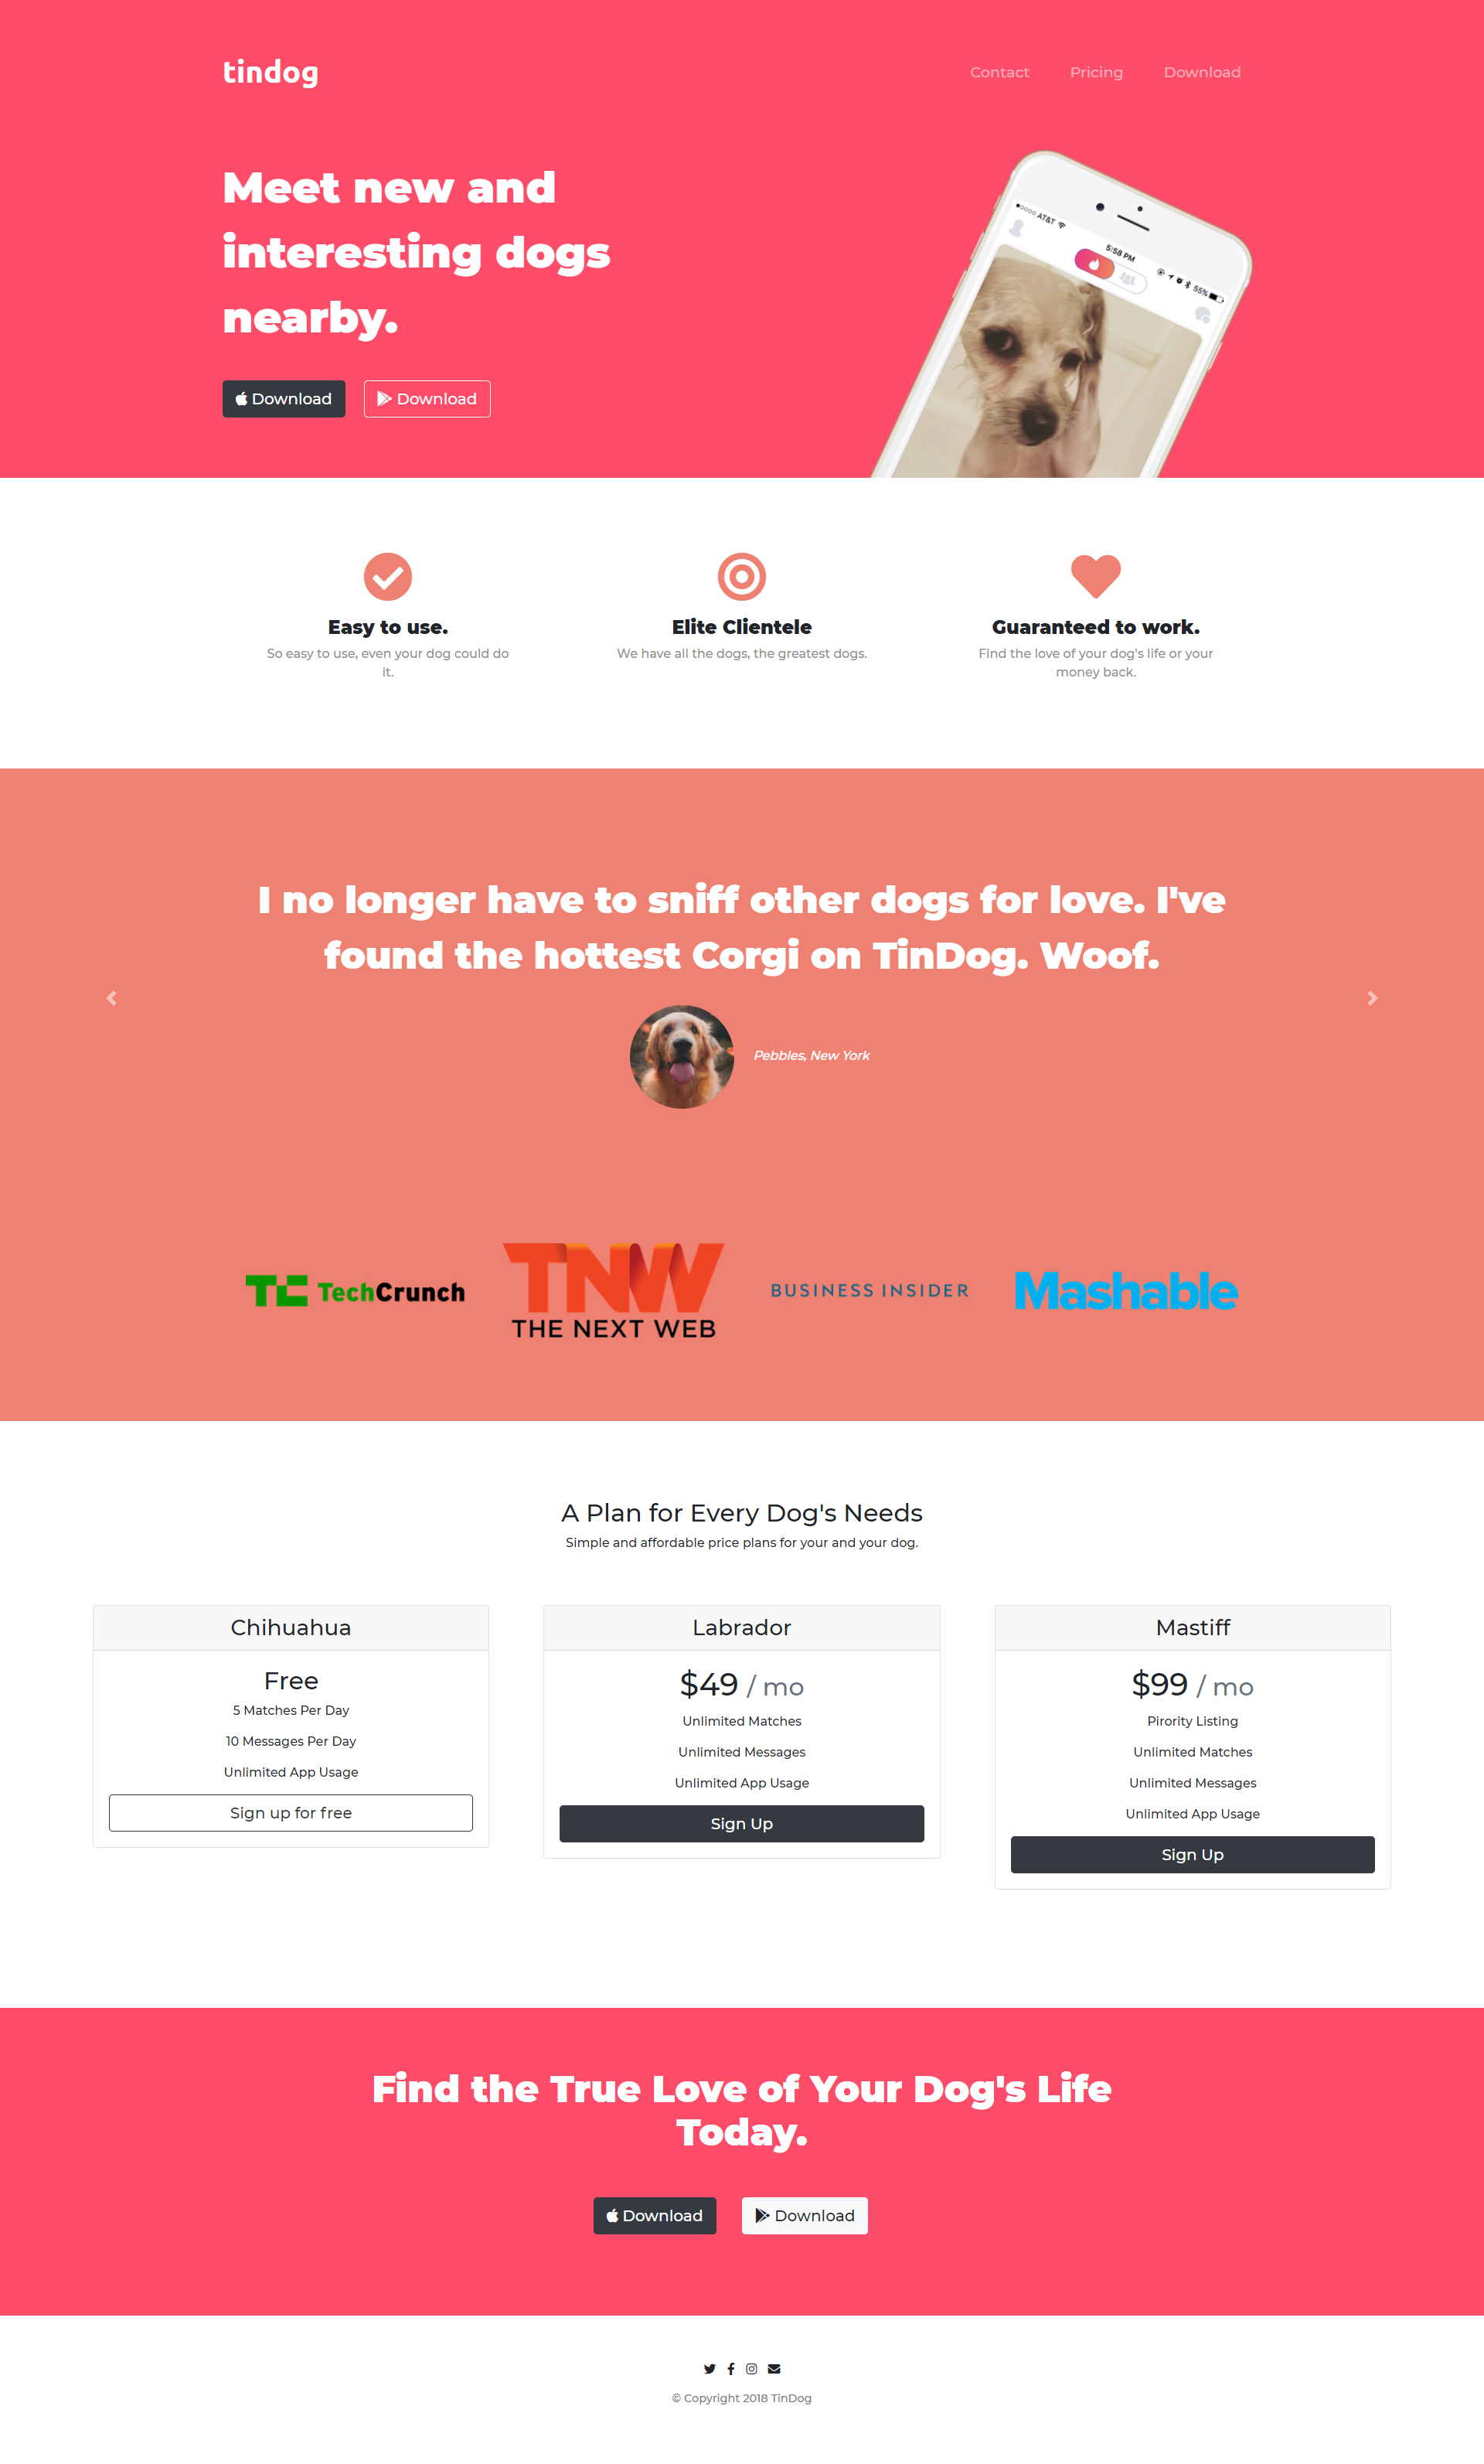 tindog
Contact Pricing Download
Meet new and
interesting dogs
nearby.
Download Download
●○○○○ AT&T
5:58 PM
55%
Easy to use.
So easy to use, even your dog could do
it.
Elite Clientele
We have all the dogs, the greatest dogs.
Guaranteed to work.
Find the love of your dog's life or your
money back.
I no longer have to sniff other dogs for love. I've
found the hottest Corgi on TinDog. Woof.
Pebbles, New York
TC TechCrunch
TNW
THE NEXT WEB
BUSINESS INSIDER
Mashable
A Plan for Every Dog's Needs
Simple and affordable price plans for your and your dog.
Chihuahua
Free
5 Matches Per Day
10 Messages Per Day
Unlimited App Usage
Sign up for free
Labrador
$49 / mo
Unlimited Matches
Unlimited Messages
Unlimited App Usage
Sign Up
Mastiff
$99 / mo
Pirority Listing
Unlimited Matches
Unlimited Messages
Unlimited App Usage
Sign Up
Find the True Love of Your Dog's Life
Today.
Download Download
© Copyright 2018 TinDog